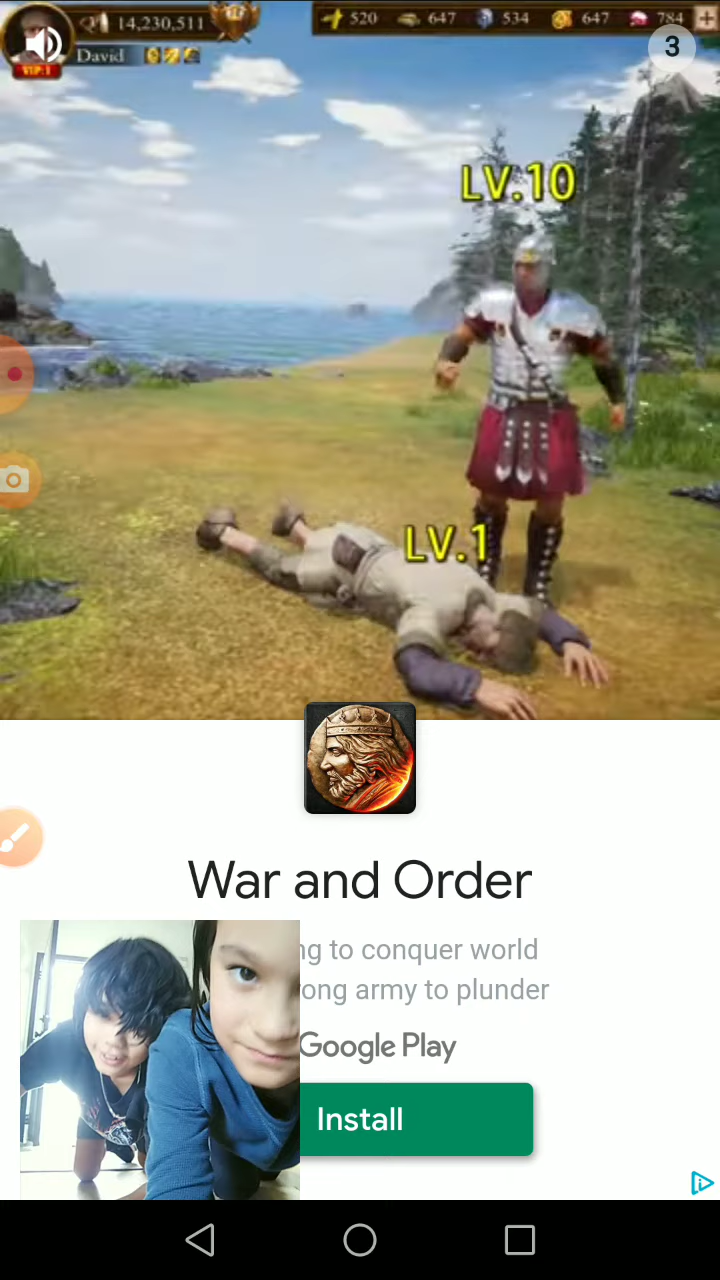 14,230,511 VIP 520 647 534 647 784 +
3
David
VIP:1
LV.10
LV.1
War and Order
ng to conquer world
ong army to plunder
Google Play
Install